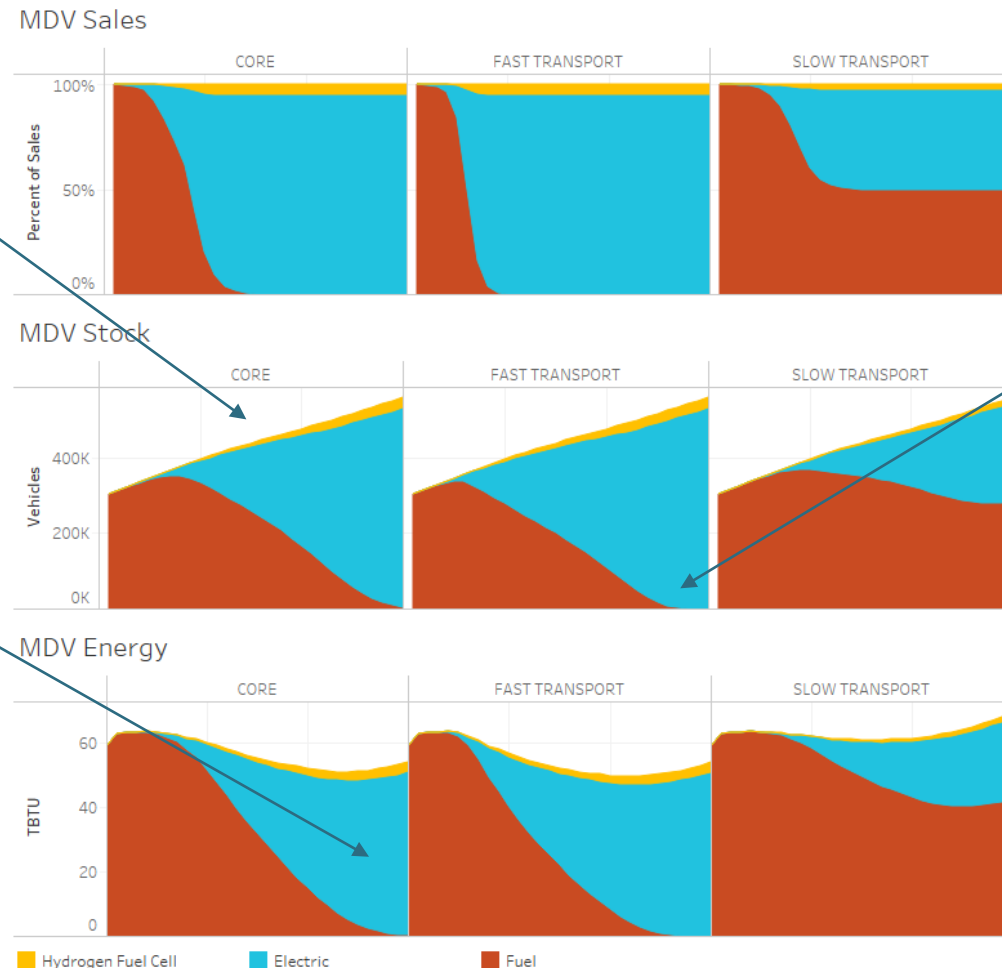 MDV Sales
CORE FAST TRANSPORT SLOW TRANSPORT
100%
Percent of Sales
50%
0%
MDV Stock
CORE FAST TRANSPORT SLOW TRANSPORT
400K
Vehicles
200K
0K
MDV Energy
CORE FAST TRANSPORT SLOW TRANSPORT
60
TBTU
40
20
0
Hydrogen Fuel Cell Electric Fuel